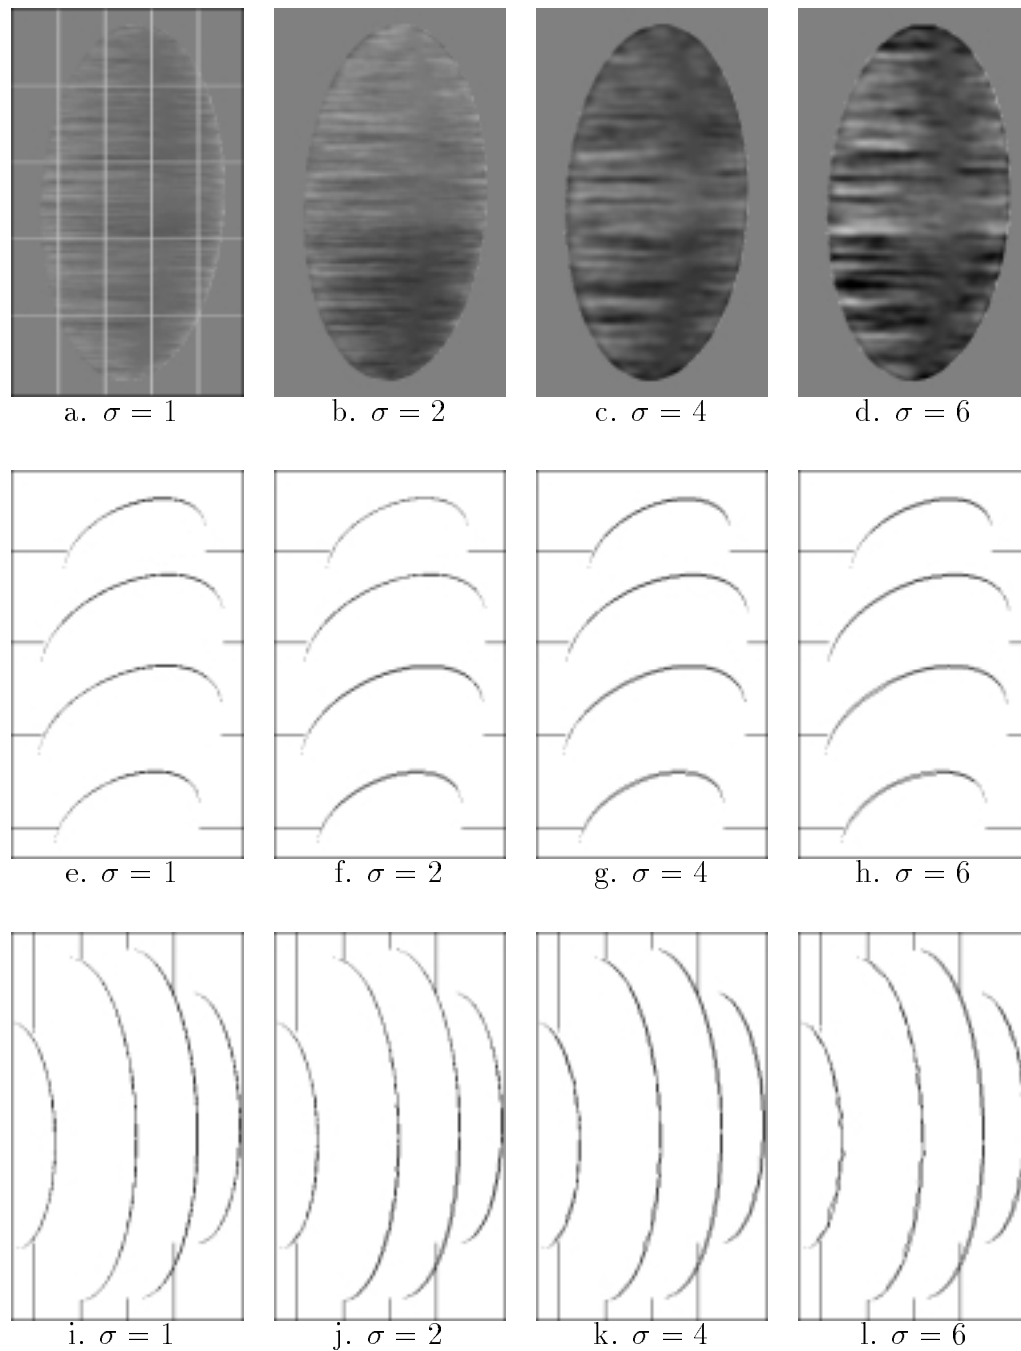 a. σ = 1
b. σ = 2
c. σ = 4
d. σ = 6
e. σ = 1
f. σ = 2
g. σ = 4
h. σ = 6
i. σ = 1
j. σ = 2
k. σ = 4
l. σ = 6